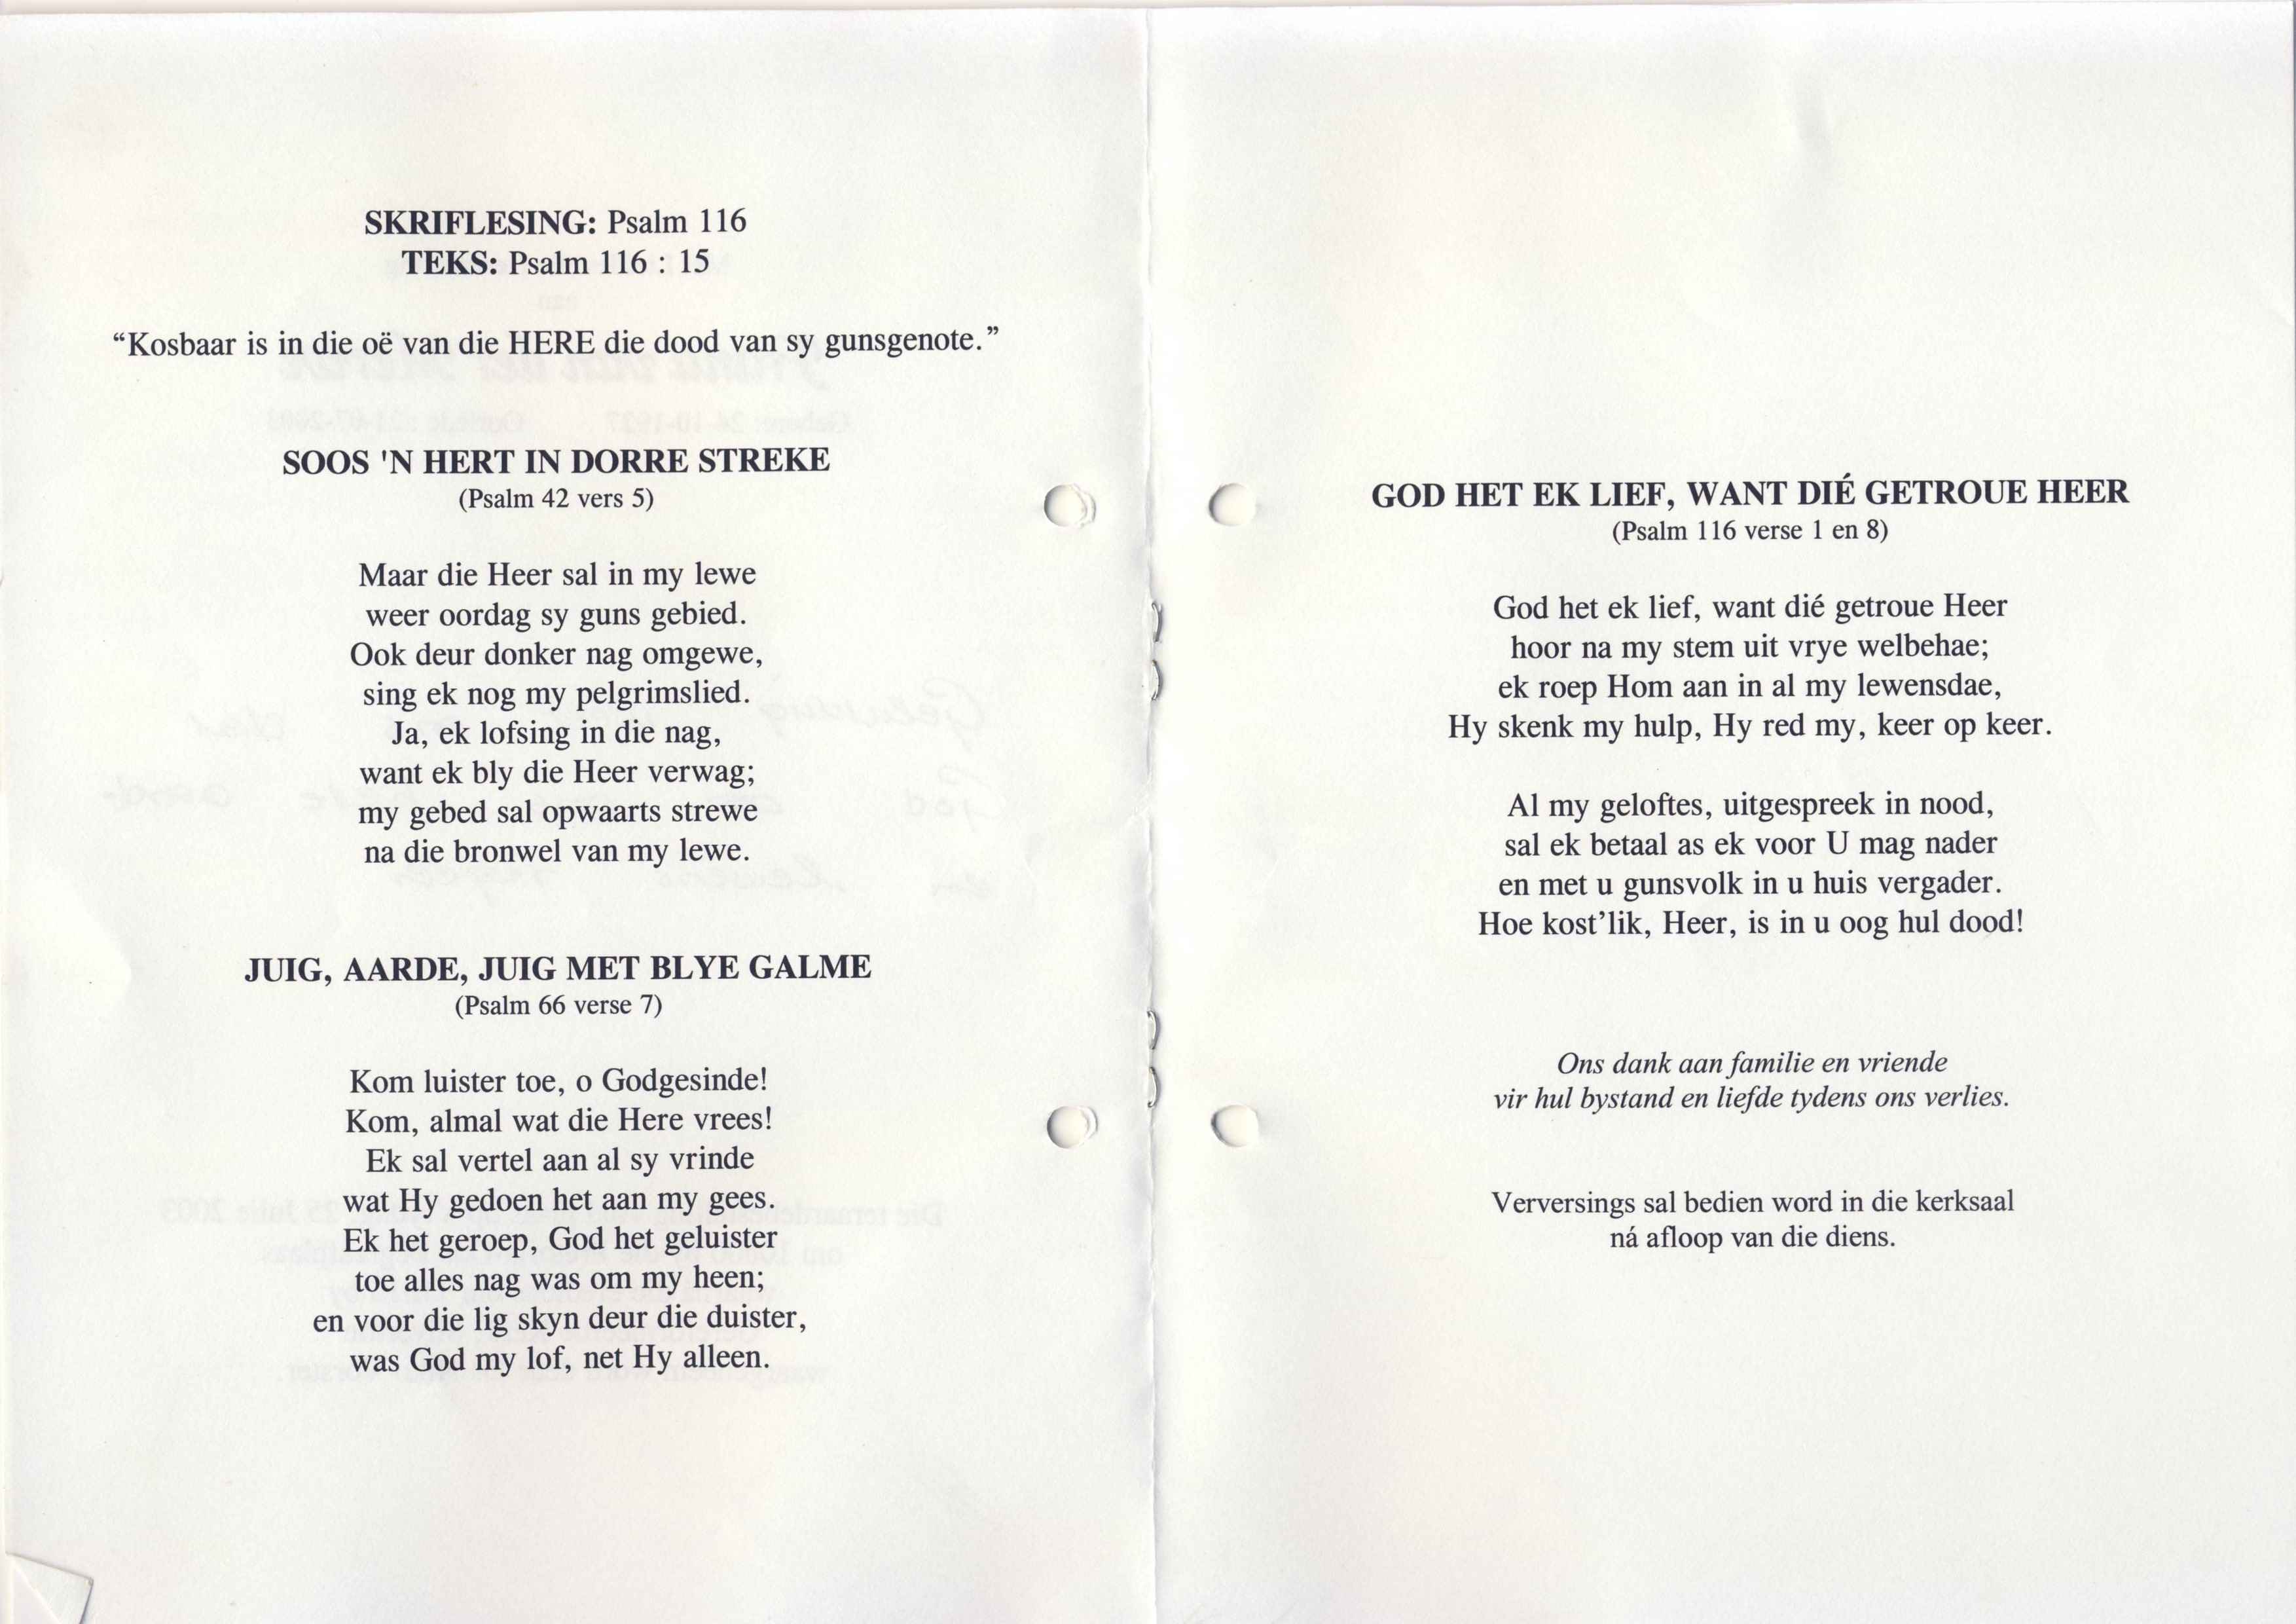 SKRIFLESING: Psalm 116
TEKS: Psalm 116 : 15
“Kosbaar is in die oë van die HERE die dood van sy gunsgenote.”
SOOS 'N HERT IN DORRE STREKE
(Psalm 42 vers 5)
Maar die Heer sal in my lewe
weer oordag sy guns gebied.
Ook deur donker nag omgewe,
sing ek nog my pelgrimslied.
Ja, ek lofsing in die nag,
want ek bly die Heer verwag;
my gebed sal opwaarts strewe
na die bronwel van my lewe.
JUIG, AARDE, JUIG MET BLYE GALME
(Psalm 66 verse 7)
Kom luister toe, o Godgesinde!
Kom, almal wat die Here vrees!
Ek sal vertel aan al sy vrinde
wat Hy gedoen het aan my gees.
Ek het geroep, God het geluister
toe alles nag was om my heen;
en voor die lig skyn deur die duister,
was God my lof, net Hy alleen.
GOD HET EK LIEF, WANT DIÉ GETROUE HEER
(Psalm 116 verse 1 en 8)
God het ek lief, want dié getroue Heer
hoor na my stem uit vrye welbehae;
ek roep Hom aan in al my lewensdae,
Hy skenk my hulp, Hy red my, keer op keer.
Al my geloftes, uitgespreek in nood,
sal ek betaal as ek voor U mag nader
en met u gunsvolk in u huis vergader.
Hoe kost’lik, Heer, is in u oog hul dood!
Ons dank aan familie en vriende
vir hul bystand en liefde tydens ons verlies.
Verversings sal bedien word in die kerksaal
ná afloop van die diens.